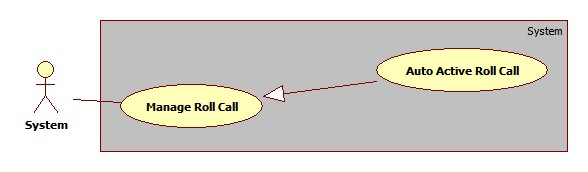 System
Auto Active Roll Call
Manage Roll Call
System